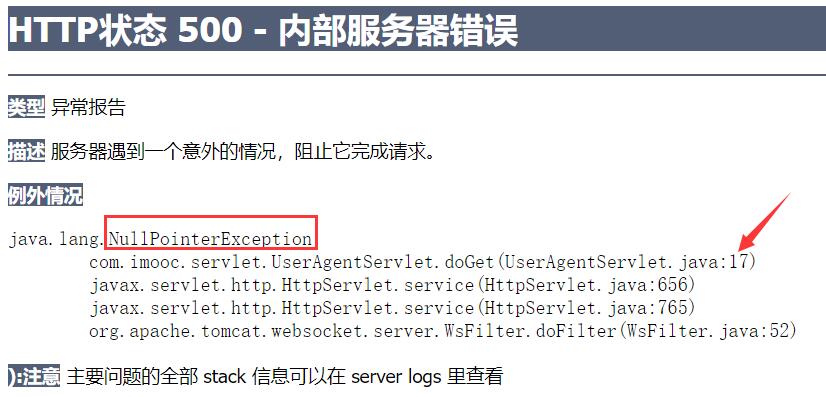 HTTP状态 500 - 内部服务器错误
类型 异常报告
描述 服务器遇到一个意外的情况，阻止它完成请求。
例外情况
java.lang.NullPointerException
com.imooc.servlet.UserAgentServlet.doGet(UserAgentServlet.java:17)
javax.servlet.http.HttpServlet.service(HttpServlet.java:656)
javax.servlet.http.HttpServlet.service(HttpServlet.java:765)
org.apache.tomcat.websocket.server.WsFilter.doFilter(WsFilter.java:52)
):注意 主要问题的全部 stack 信息可以在 server logs 里查看